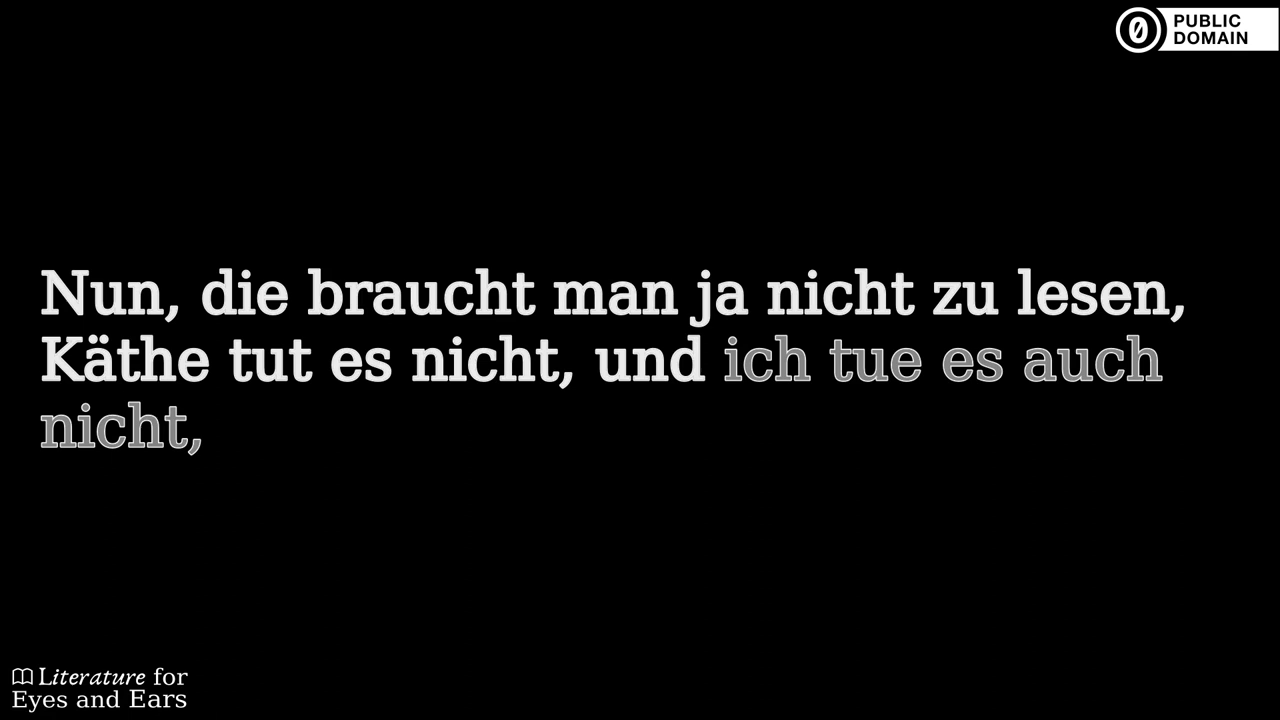 PUBLIC
DOMAIN
Nun, die braucht man ja nicht zu lesen,
Käthe tut es nicht, und ich tue es auch
nicht,
Literature for
Eyes and Ears